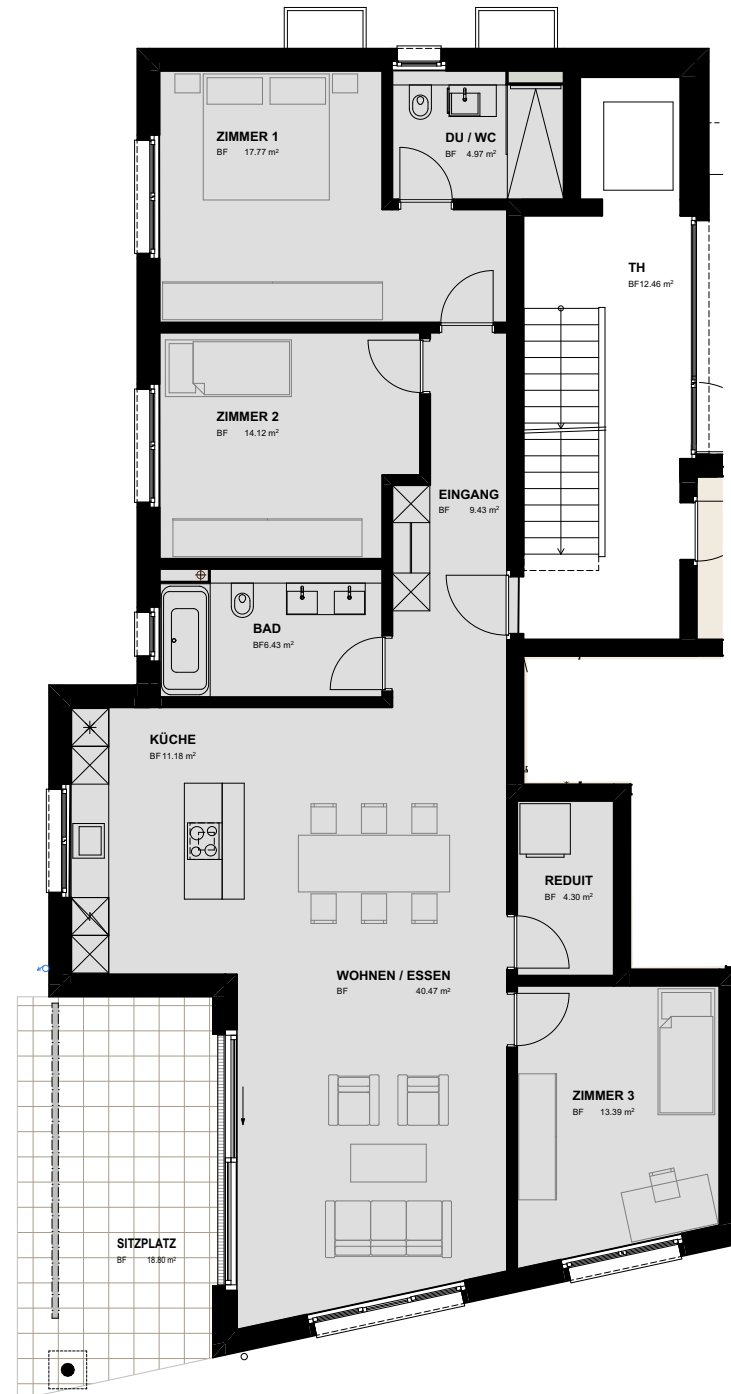 ZIMMER 1
BF 17.77 m²
DU / WC
BF 4.97 m²
TH
BF12.46 m²
ZIMMER 2
BF 14.12 m²
EINGANG
BF 9.43 m²
BAD
BF6.43 m²
KÜCHE
BF11.18 m²
REDUIT
BF 4.30 m²
WOHNEN / ESSEN
BF 40.47 m²
ZIMMER 3
BF 13.39 m²
SITZPLATZ
BF 18.80 m²